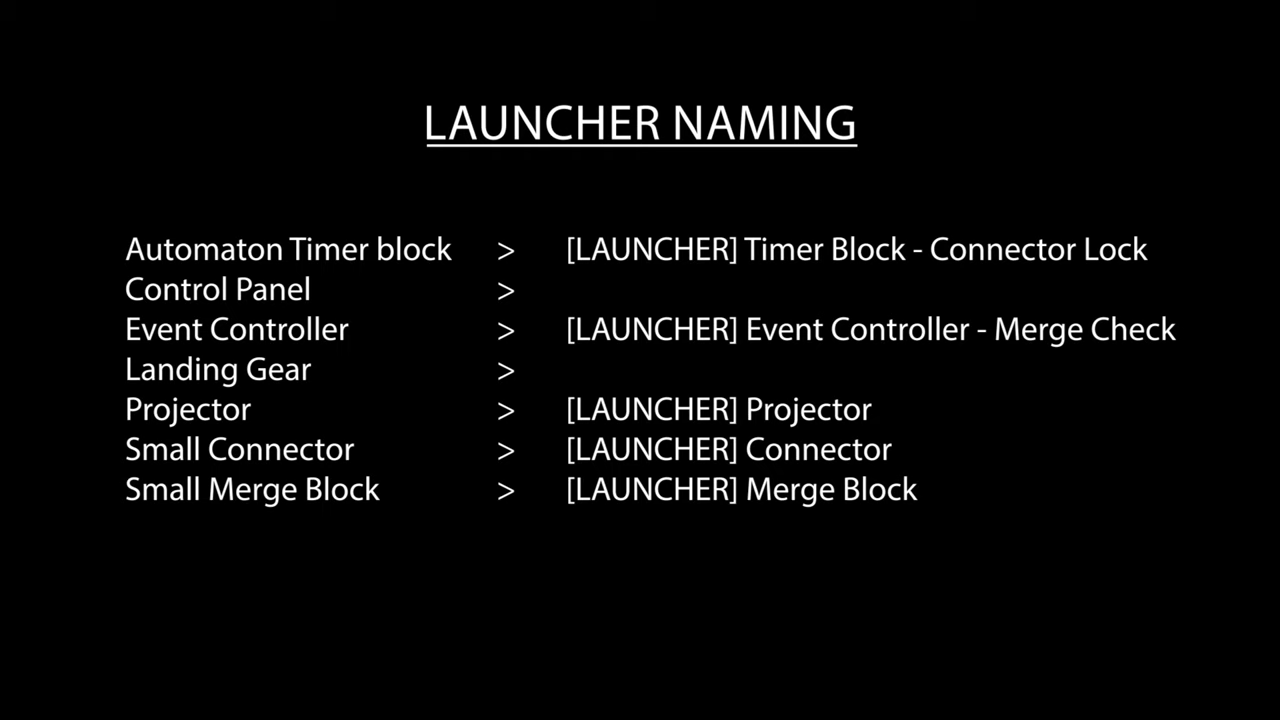 LAUNCHER NAMING
Automaton Timer block > [LAUNCHER] Timer Block - Connector Lock
Control Panel >
Event Controller > [LAUNCHER] Event Controller - Merge Check
Landing Gear >
Projector > [LAUNCHER] Projector
Small Connector > [LAUNCHER] Connector
Small Merge Block > [LAUNCHER] Merge Block